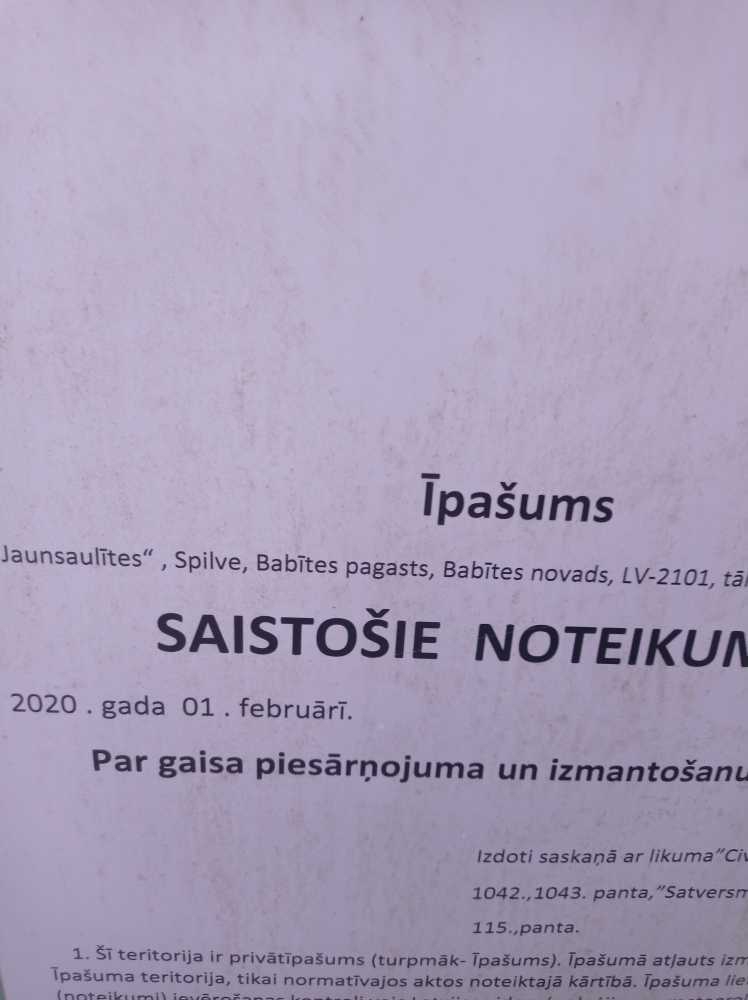 Īpašums
Jaunsaulītes“ , Spilve, Babītes pagasts, Babītes novads, LV-2101,
SAISTOŠIE NOTEIKUM
2020 . gada 01 . februārī.
Par gaisa piesārņojuma un izmantošanu
Izdoti saskaņā ar likuma”Civ
1042.,1043. panta,”Satversm
115.,panta.
1. Šī teritorija ir privātīpašums (turpmāk- Īpašums). Īpašumā atļauts izm
Īpašuma teritorija, tikai normatīvajos aktos noteiktajā kārtībā. Īpašuma lie
(noteikumi)